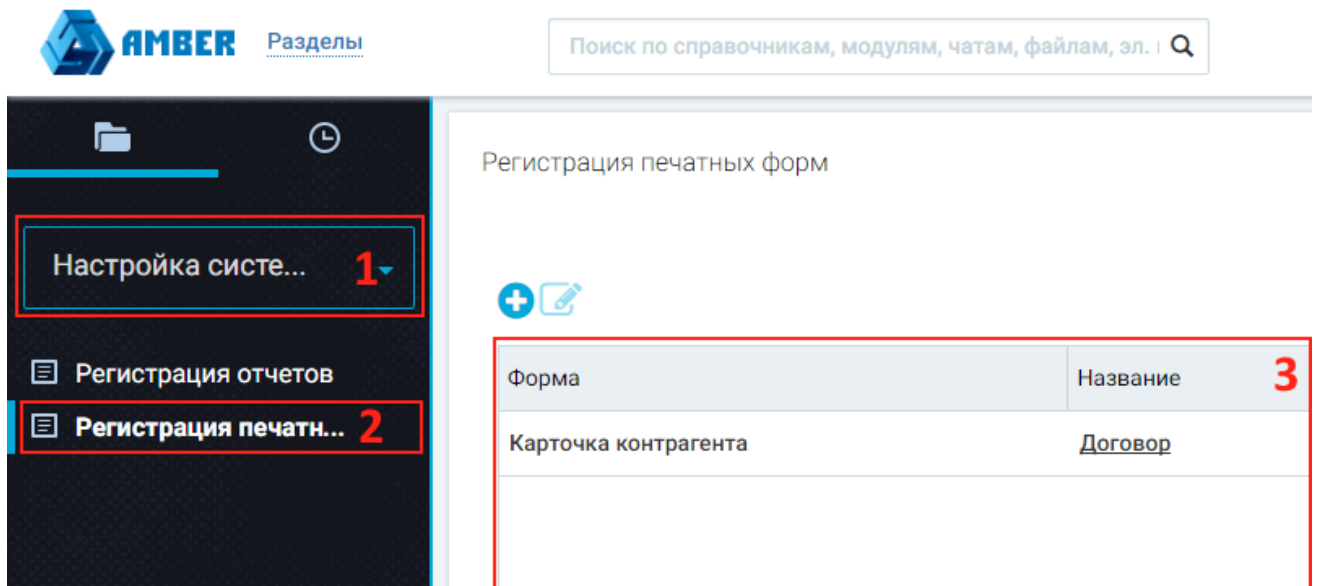 AMBER Разделы Поиск по справочникам, модулям, чатам, файлам, эл.
Регистрация печатных форм
Настройка систе... 1
Форма Название 3
Регистрация отчетов
Регистрация печатн... 2
Карточка контрагента Договор